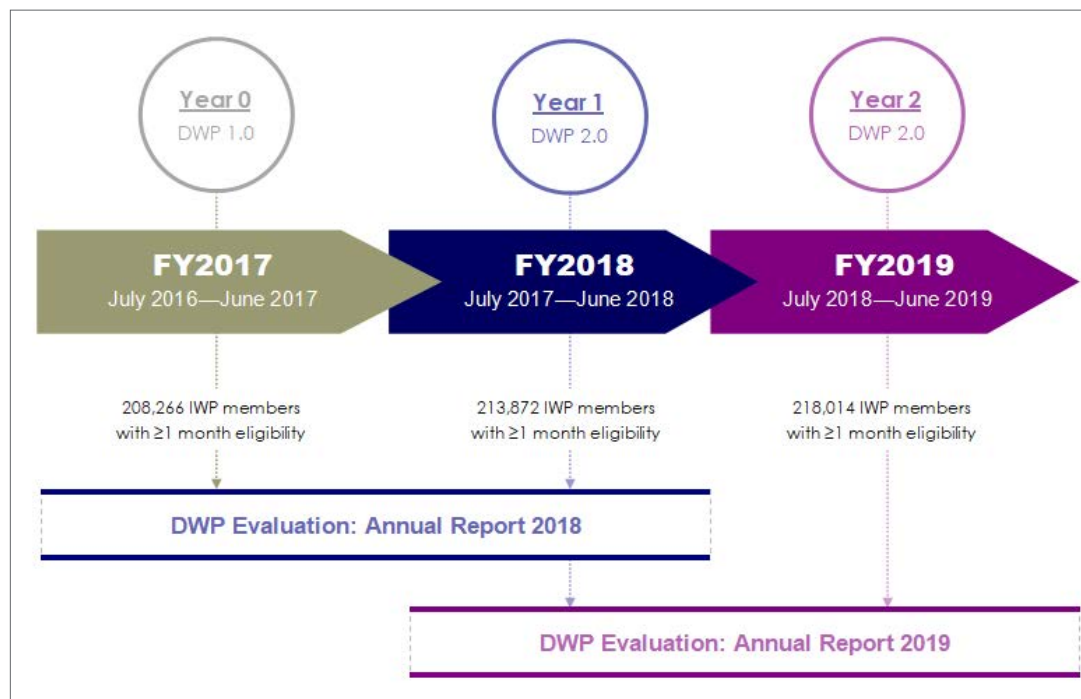 Year 0
DWP 1.0
Year 1
DWP 2.0
Year 2
DWP 2.0
FY2017
July 2016—June 2017
FY2018
July 2017—June 2018
FY2019
July 2018—June 2019
208,266 IWP members
with ≥1 month eligibility
213,872 IWP members
with ≥1 month eligibility
218,014 IWP members
with ≥1 month eligibility
DWP Evaluation: Annual Report 2018
DWP Evaluation: Annual Report 2019